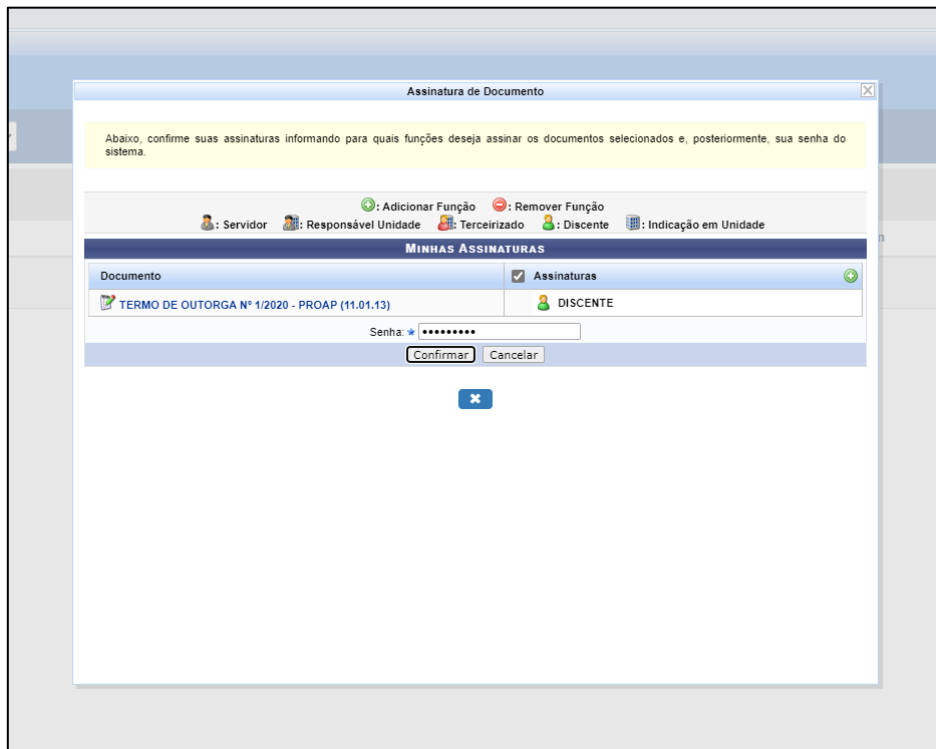 Assinatura de Documento
Abaixo, confirme suas assinaturas informando para quais funções deseja assinar os documentos selecionados e, posteriormente, sua senha do
sistema.
: Adicionar Função : Remover Função
: Servidor : Responsável Unidade : Terceirizado : Discente : Indicação em Unidade
MINHAS ASSINATURAS
Documento Assinaturas
TERMO DE OUTORGA Nº 1/2020 - PROAP (11.01.13) DISCENTE
Senha: •••••••••
Confirmar Cancelar